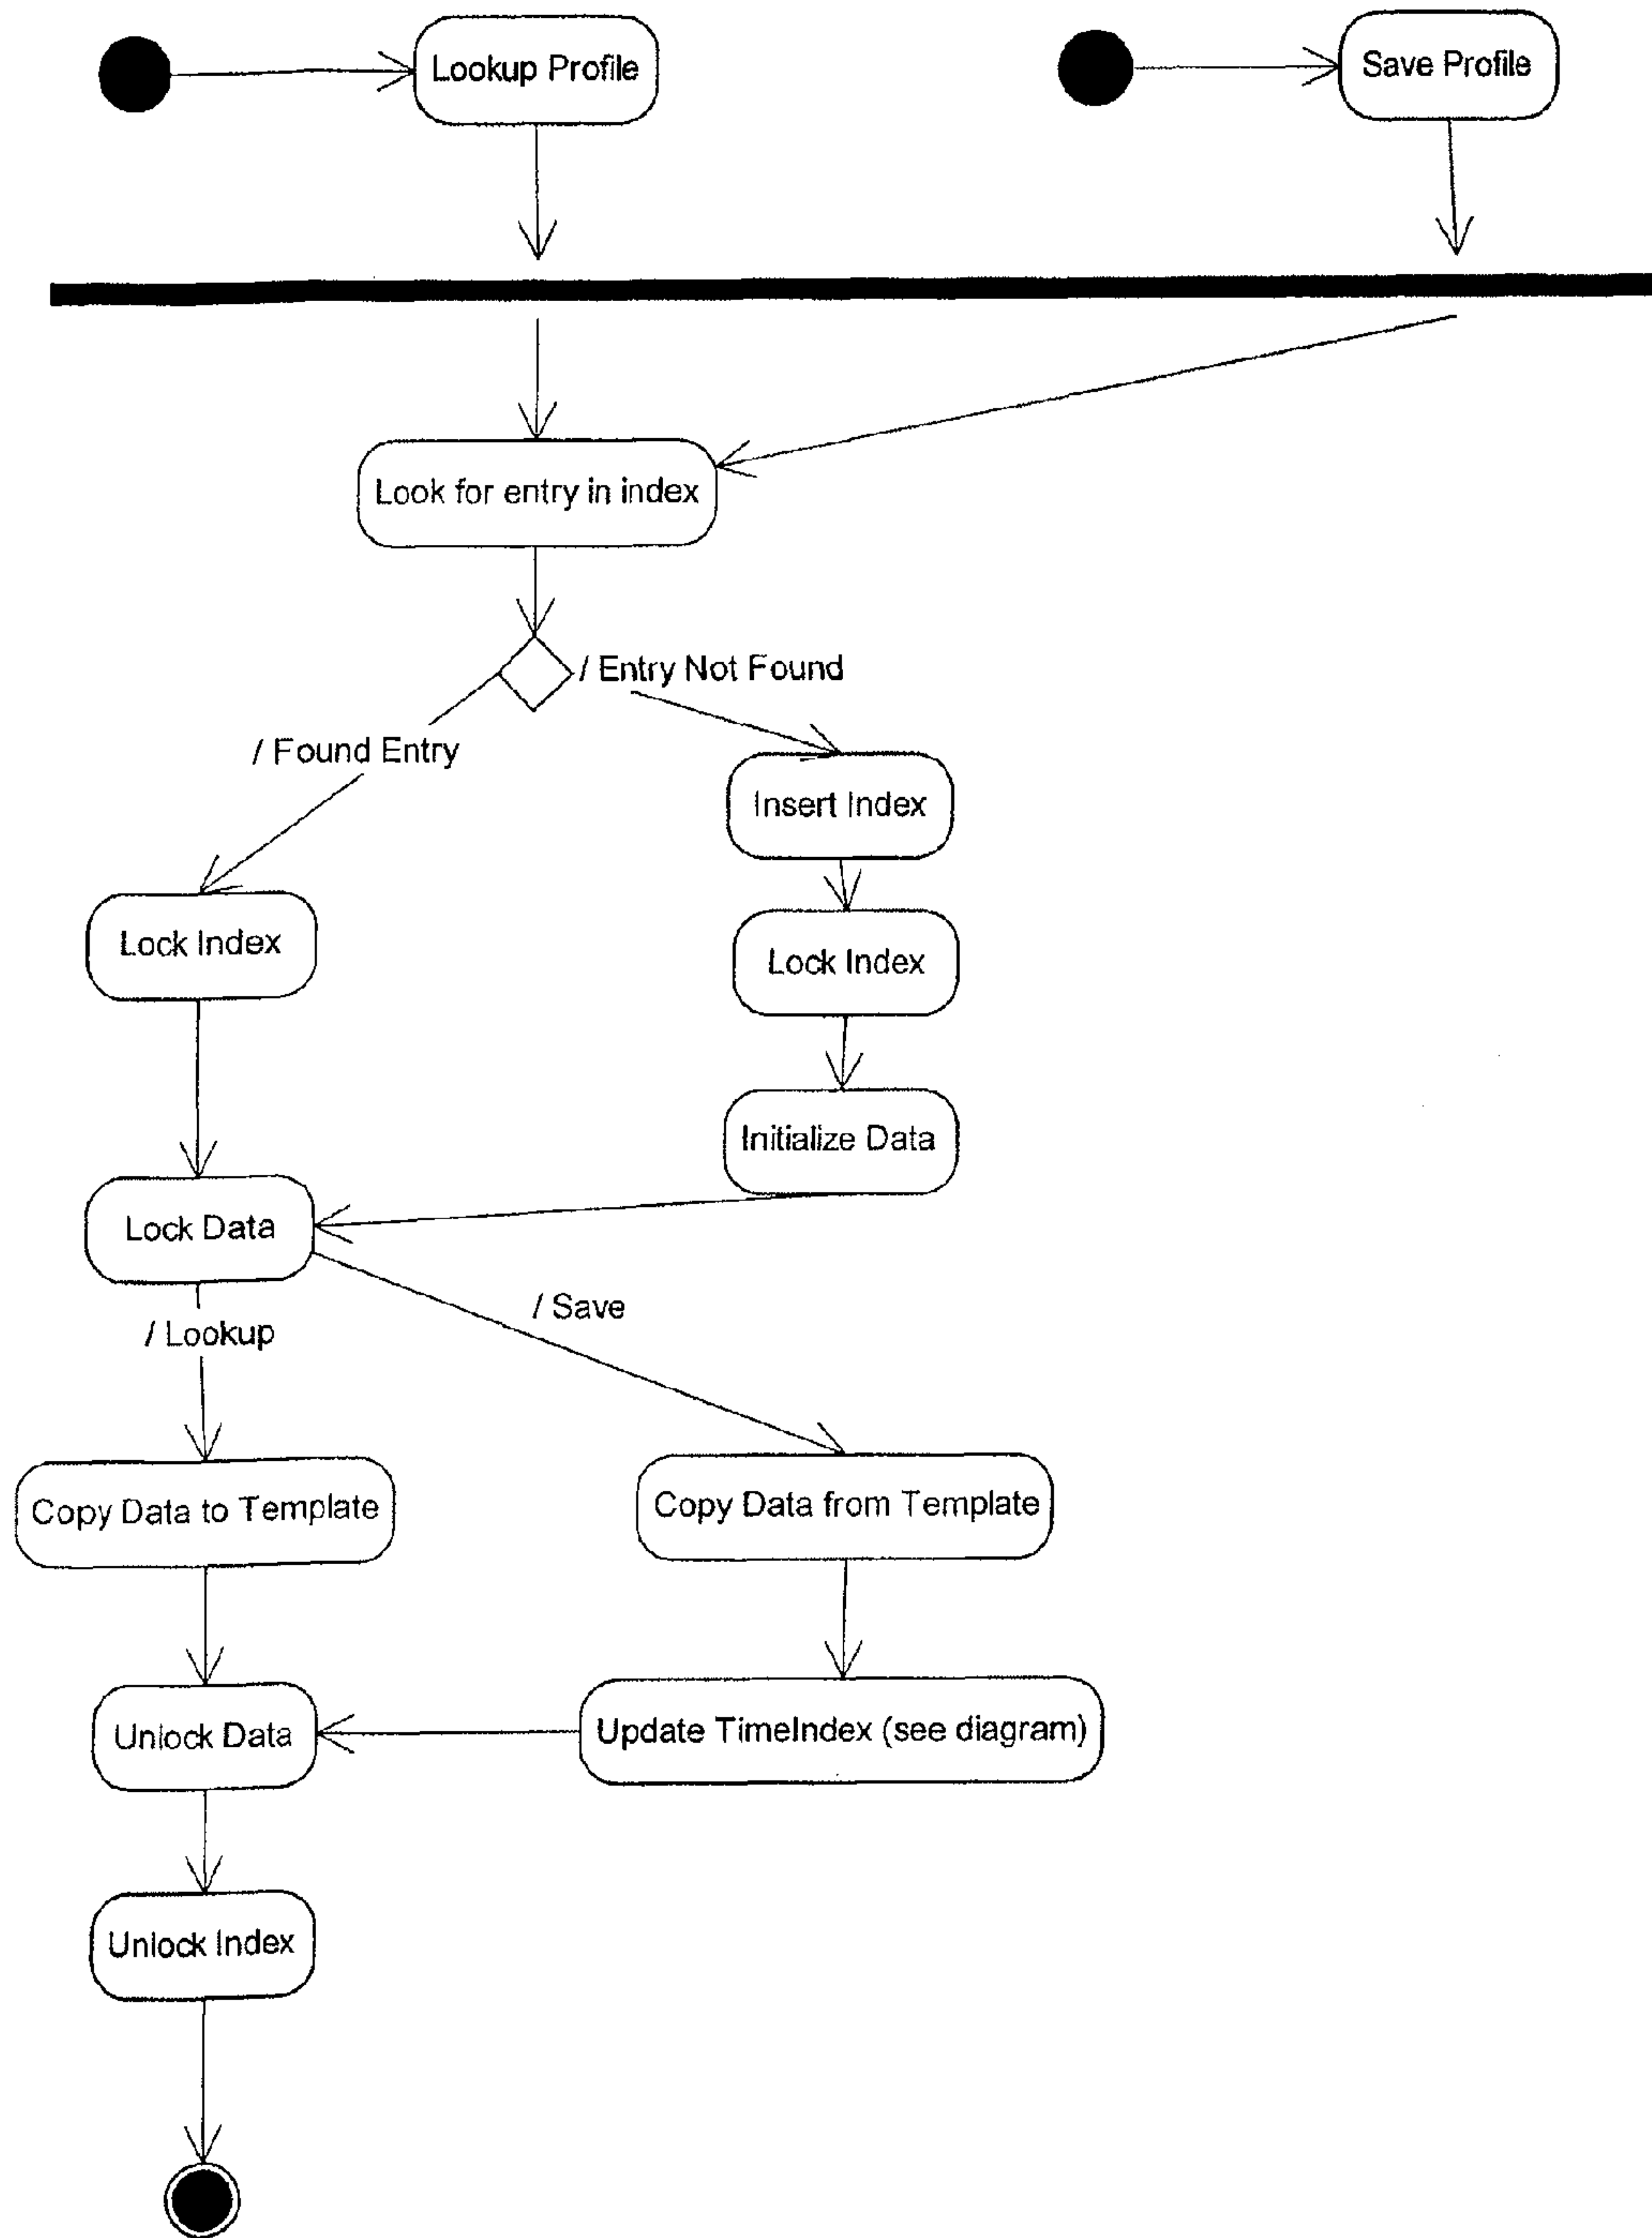 Lookup Profile
Save Profile
Look for entry in index
/ Entry Not Found
/ Found Entry
Insert Index
Lock Index
Lock Index
Initialize Data
Lock Data
/ Save
/ Lookup
Copy Data to Template
Copy Data from Template
Unlock Data
Update TimeIndex (see diagram)
Unlock Index